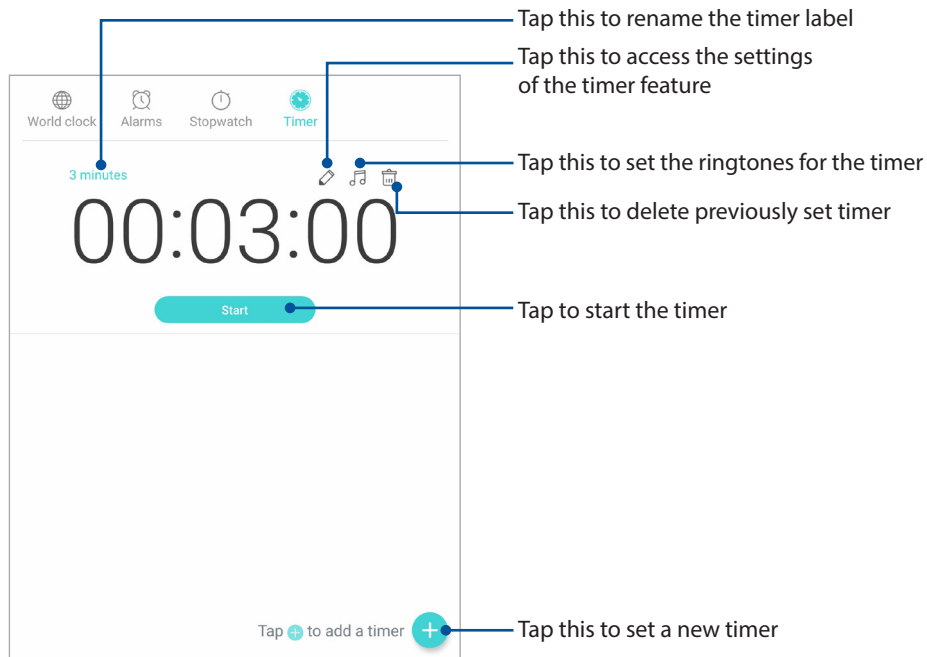 Tap this to rename the timer label
Tap this to access the settings
of the timer feature
World clock Alarms Stopwatch Timer
3 minutes
Tap this to set the ringtones for the timer
Tap this to delete previously set timer
00:03:00
Start
Tap to start the timer
Tap + to add a timer +
Tap this to set a new timer